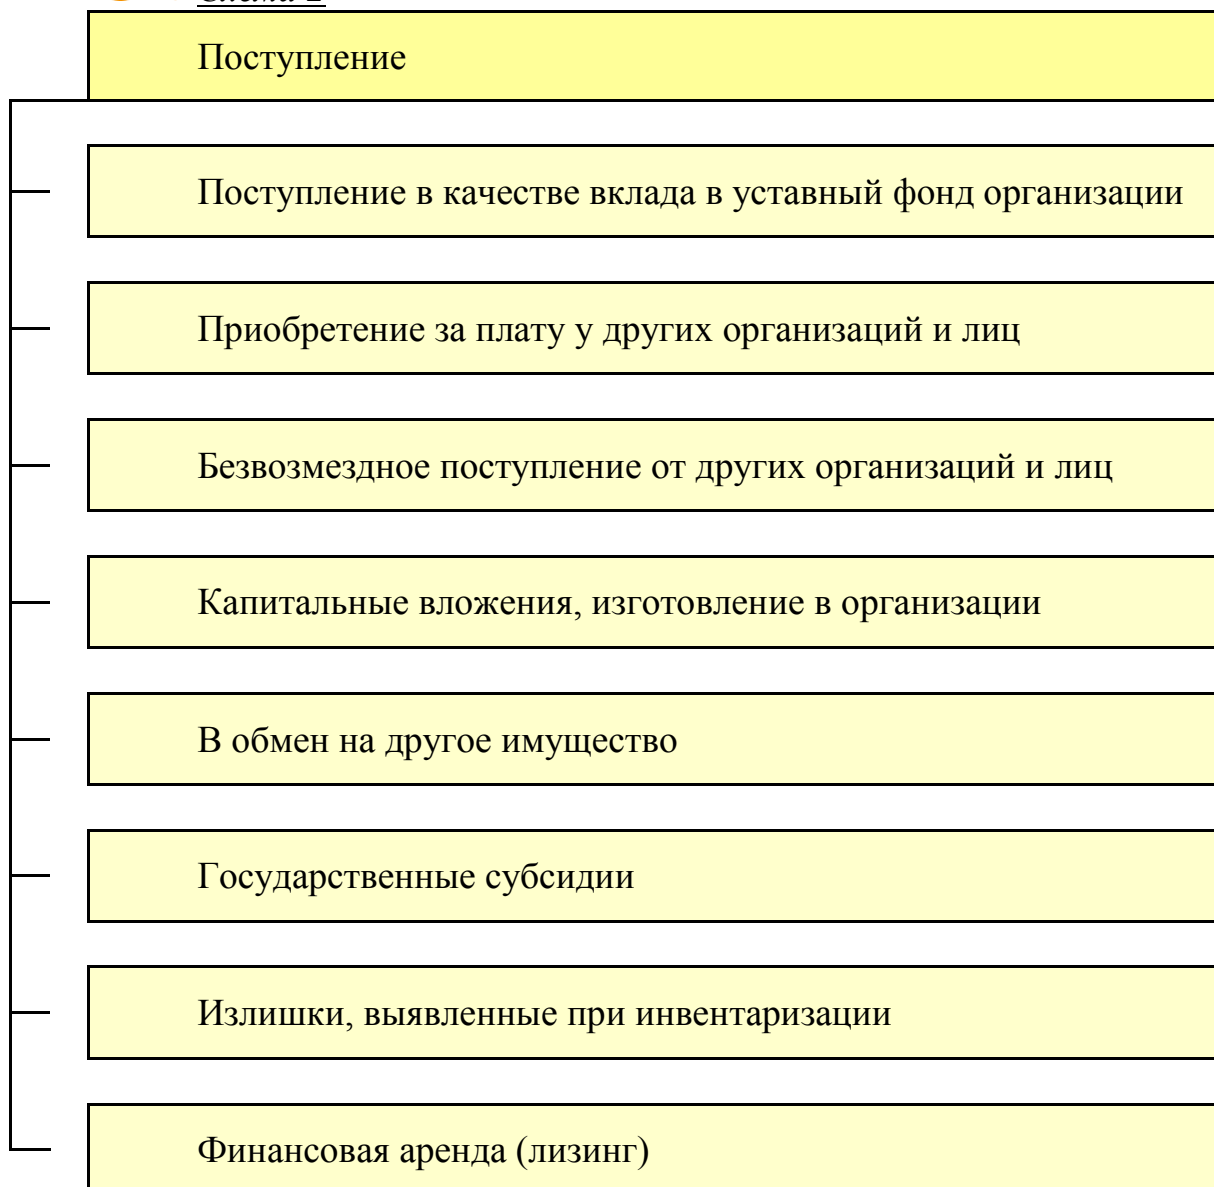 Поступление
Поступление в качестве вклада в уставный фонд организации
Приобретение за плату у других организаций и лиц
Безвозмездное поступление от других организаций и лиц
Капитальные вложения, изготовление в организации
В обмен на другое имущество
Государственные субсидии
Излишки, выявленные при инвентаризации
Финансовая аренда (лизинг)